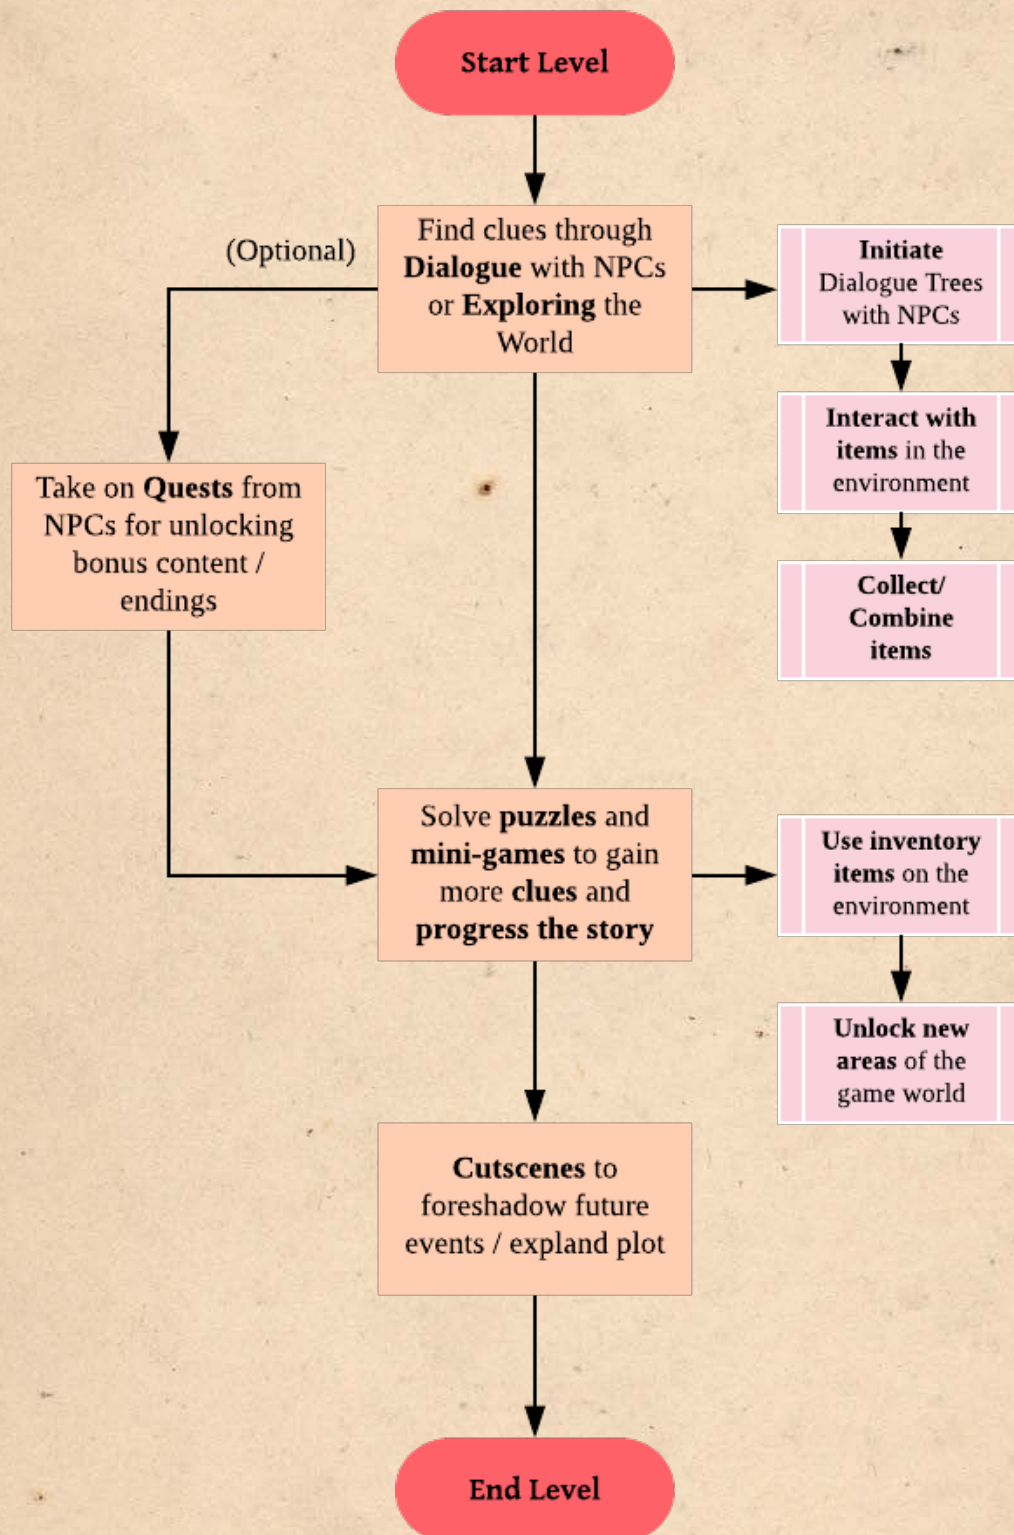 Start Level
(Optional)
Find clues through
Dialogue with NPCs
or Exploring the
World
Initiate
Dialogue Trees
with NPCs
Interact with
items in the
environment
Collect/
Combine
items
Take on Quests from
NPCs for unlocking
bonus content /
endings
Solve puzzles and
mini-games to gain
more clues and
progress the story
Use inventory
items on the
environment
Unlock new
areas of the
game world
Cutscenes to
foreshadow future
events / expland plot
End Level